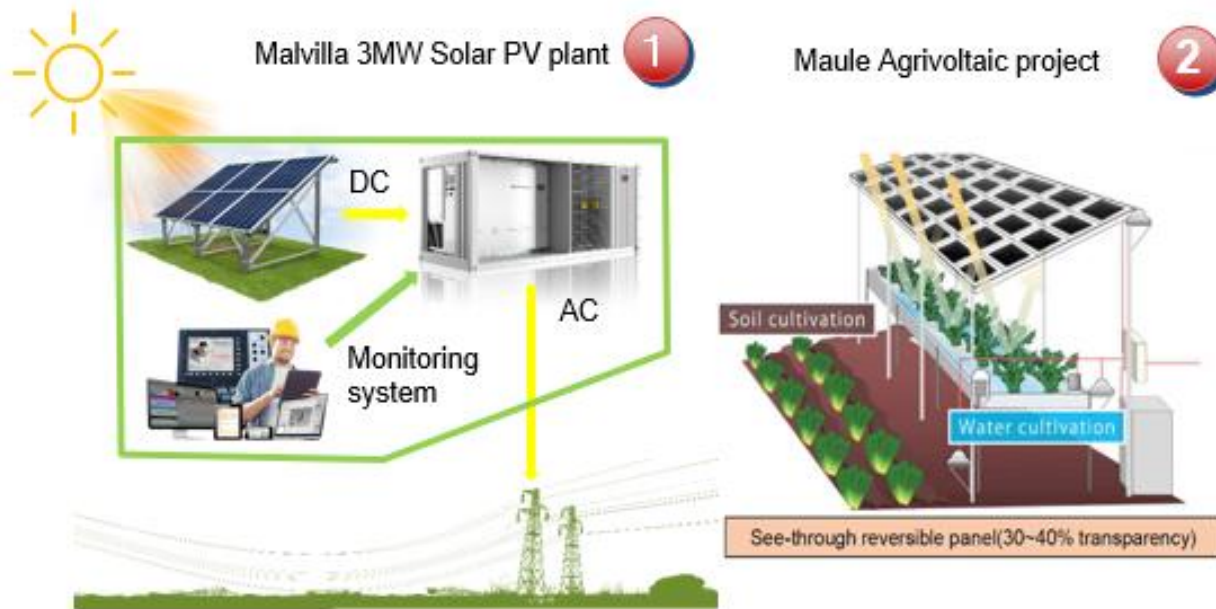 Malvilla 3MW Solar PV plant
1
Maule Agrivoltaic project
2
DC
AC
Monitoring
system
Soil cultivation
Water cultivation
See-through reversible panel(30~40% transparency)